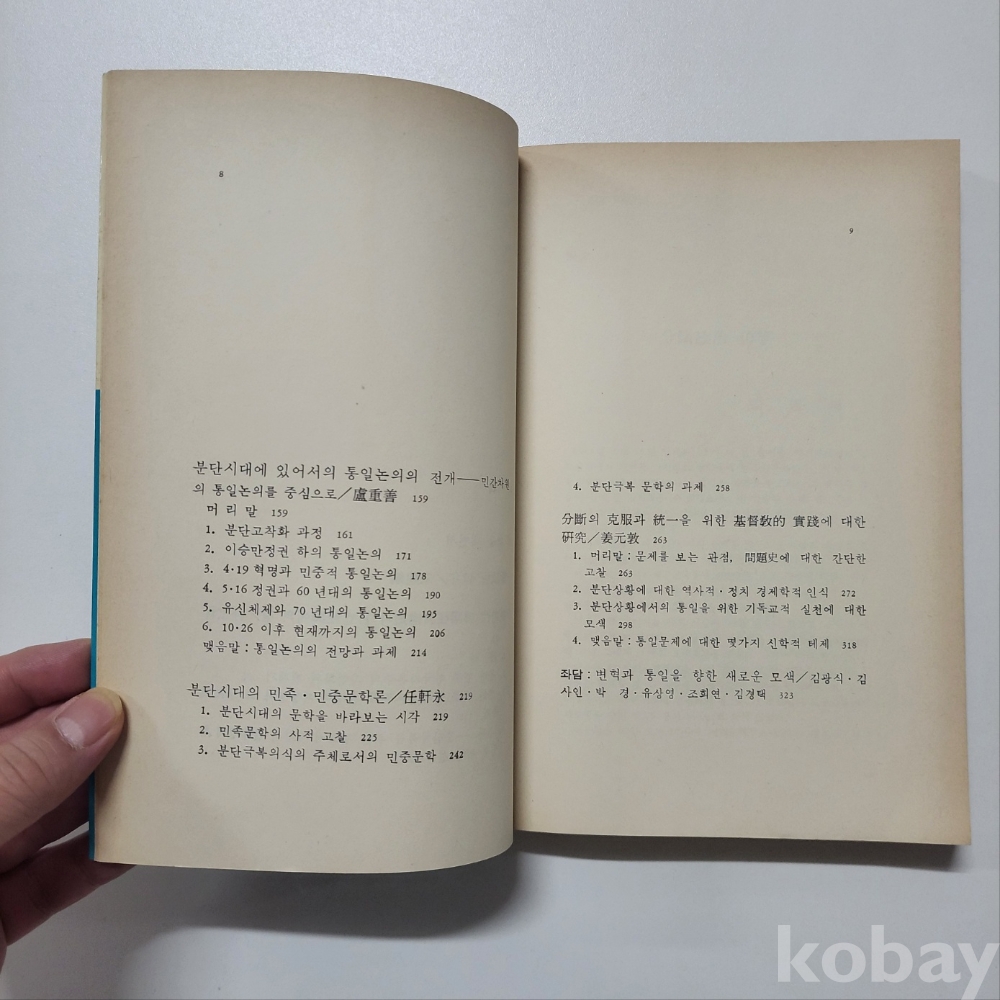 8
분단시대에 있어서의 통일논의의 전개——민간차원
의 통일논의를 중심으로／盧重善 159
머 리 말 159
1. 분단고착화 과정 161
2. 이승만정권 하의 통일논의 171
3. 4·19 혁명과 민중적 통일논의 178
4. 5·16 정권과 60 년대의 통일논의 190
5. 유신체제와 70 년대의 통일논의 195
6. 10·26 이후 현재까지의 통일논의 206
맺음말 : 통일논의의 전망과 과제 214
분단시대의 민족·민중문학론／任軒永 219
1. 분단시대의 문학을 바라보는 시각 219
2. 민족문학의 사적 고찰 225
3. 분단극복의식의 주체로서의 민중문학 242
9
4. 분단극복 문학의 과제 258
分斷의 克服과 統一을 위한 基督敎的 實踐에 대한
硏究／姜元敦 263
1. 머리말 : 문제를 보는 관점, 問題史에 대한 간단한
고찰 263
2. 분단상황에 대한 역사적·정치 경제학적 인식 272
3. 분단상황에서의 통일을 위한 기독교적 실천에 대한
모색 298
4. 맺음말 : 통일문제에 대한 몇가지 신학적 테제 318
좌담 : 변혁과 통일을 향한 새로운 모색／김광식·김
사인·박 경·유상영·조희연·김경택 323
kobay